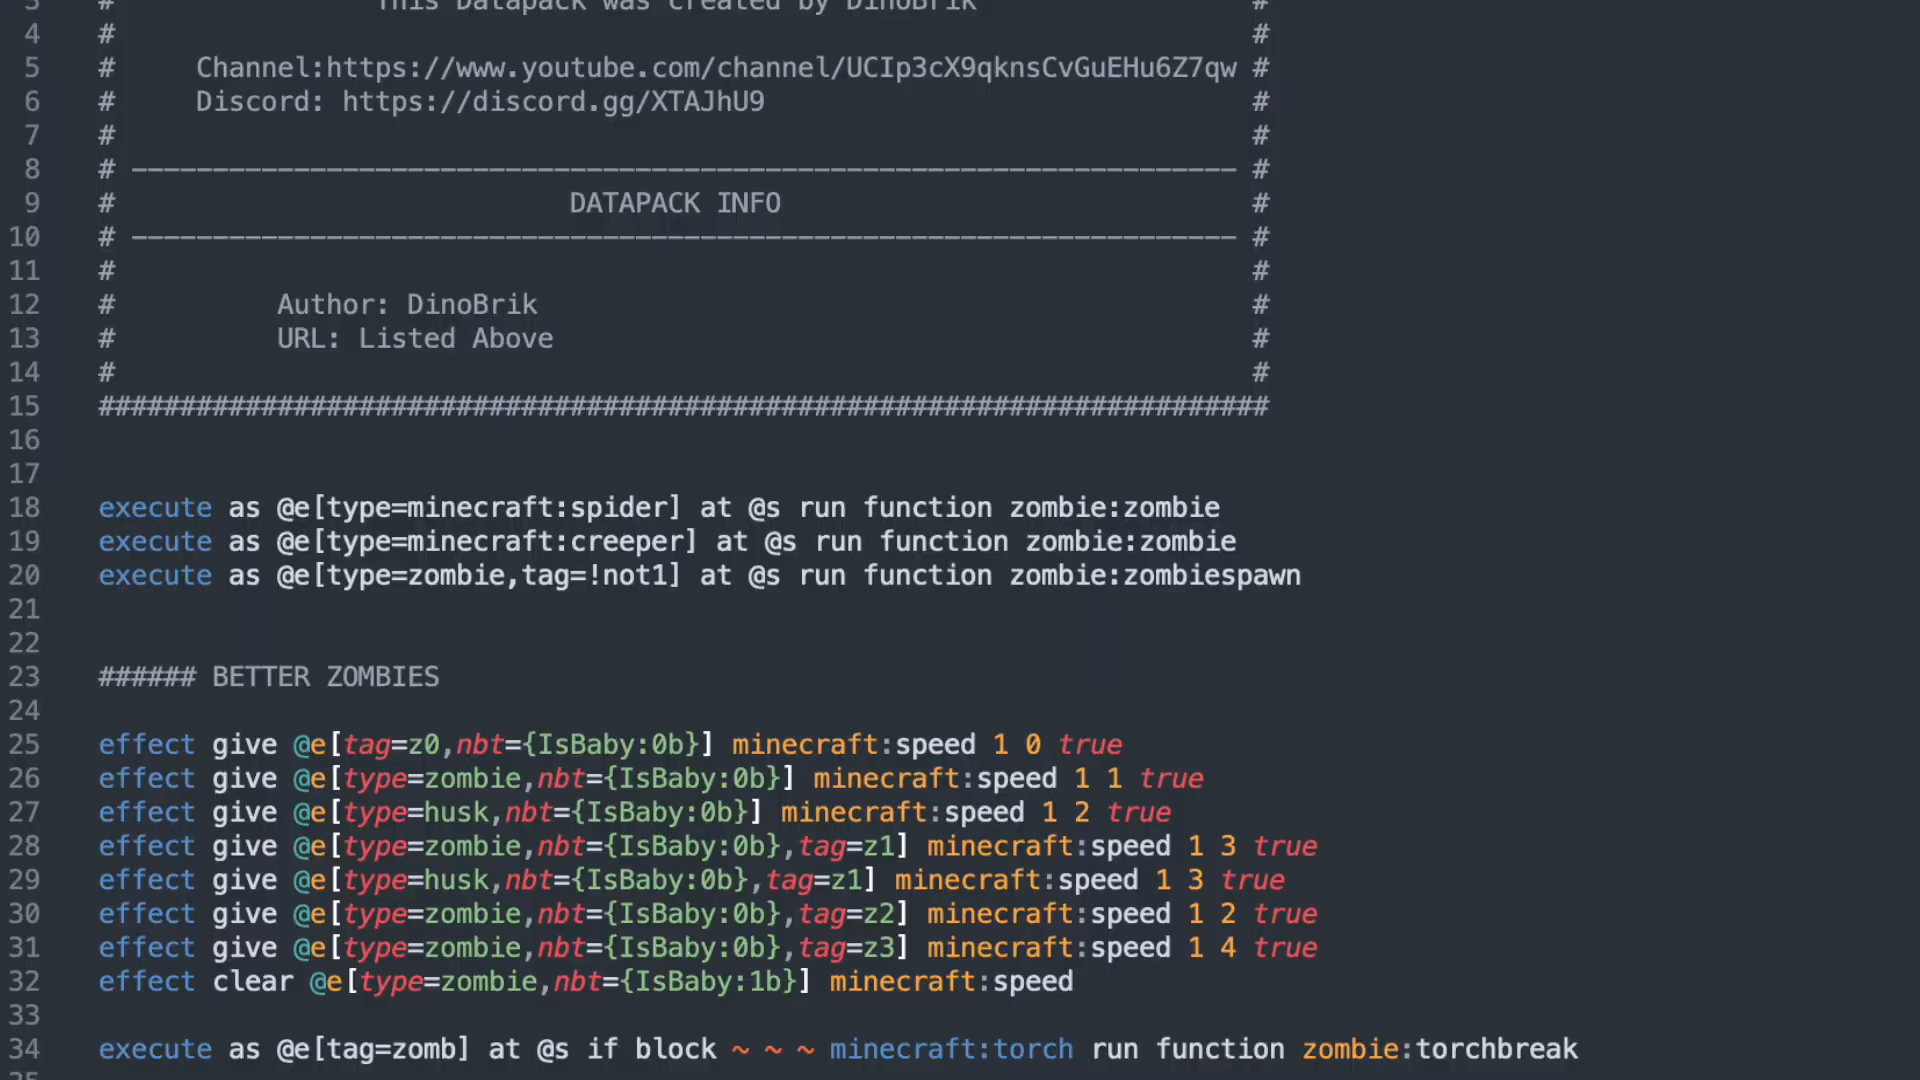 3 # This Datapack was created by DinoBrik #
4 # #
5 # Channel:https://www.youtube.com/channel/UCIp3cX9qknsCvGuEHu6Z7qw #
6 # Discord: https://discord.gg/XTAJhU9 #
7 # #
8 # -------------------------------------------------------------------- #
9 # DATAPACK INFO #
10 # -------------------------------------------------------------------- #
11 # #
12 # Author: DinoBrik #
13 # URL: Listed Above #
14 # #
15 ########################################################################
16
17
18 execute as @e[type=minecraft:spider] at @s run function zombie:zombie
19 execute as @e[type=minecraft:creeper] at @s run function zombie:zombie
20 execute as @e[type=zombie,tag=!not1] at @s run function zombie:zombiespawn
21
22
23 ###### BETTER ZOMBIES
24
25 effect give @e[tag=z0,nbt={IsBaby:0b}] minecraft:speed 1 0 true
26 effect give @e[type=zombie,nbt={IsBaby:0b}] minecraft:speed 1 1 true
27 effect give @e[type=husk,nbt={IsBaby:0b}] minecraft:speed 1 2 true
28 effect give @e[type=zombie,nbt={IsBaby:0b},tag=z1] minecraft:speed 1 3 true
29 effect give @e[type=husk,nbt={IsBaby:0b},tag=z1] minecraft:speed 1 3 true
30 effect give @e[type=zombie,nbt={IsBaby:0b},tag=z2] minecraft:speed 1 2 true
31 effect give @e[type=zombie,nbt={IsBaby:0b},tag=z3] minecraft:speed 1 4 true
32 effect clear @e[type=zombie,nbt={IsBaby:1b}] minecraft:speed
33
34 execute as @e[tag=zomb] at @s if block ~ ~ ~ minecraft:torch run function zombie:torchbreak
35